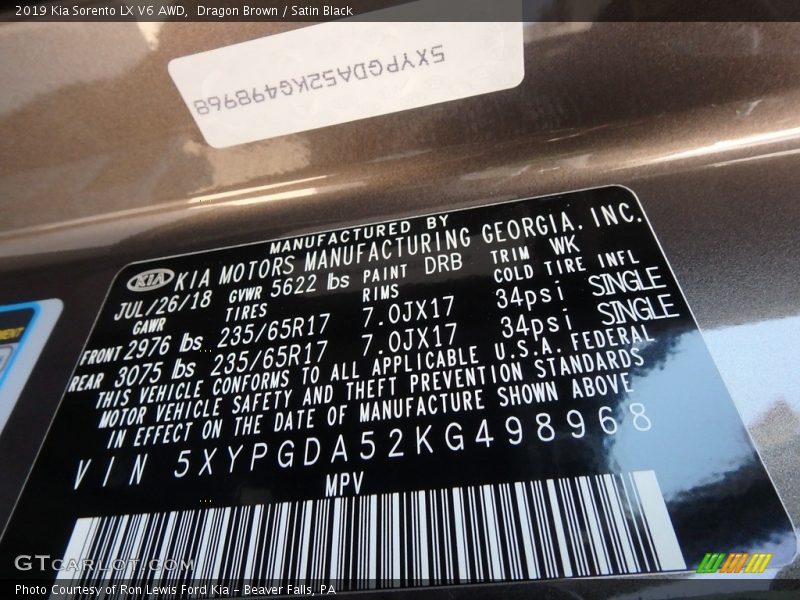 2019 Kia Sorento LX V6 AWD, Dragon Brown / Satin Black
5XYPGDA52KG498968
MANUFACTURED BY
KIA KIA MOTORS MANUFACTURING GEORGIA, INC.
JUL/26/18 GVWR 5622 lbs PAINT DRB TRIM WK
GAWR TIRES RIMS COLD TIRE INFL
FRONT 2976 lbs 235/65R17 7.0JX17 34psi SINGLE
REAR 3075 lbs 235/65R17 7.0JX17 34psi SINGLE
THIS VEHICLE CONFORMS TO ALL APPLICABLE U.S.A. FEDERAL
MOTOR VEHICLE SAFETY AND THEFT PREVENTION STANDARDS
IN EFFECT ON THE DATE OF MANUFACTURE SHOWN ABOVE
VIN 5XYPGDA52KG498968
MPV
GTCARLOT.COM
Photo Courtesy of Ron Lewis Ford Kia - Beaver Falls, PA